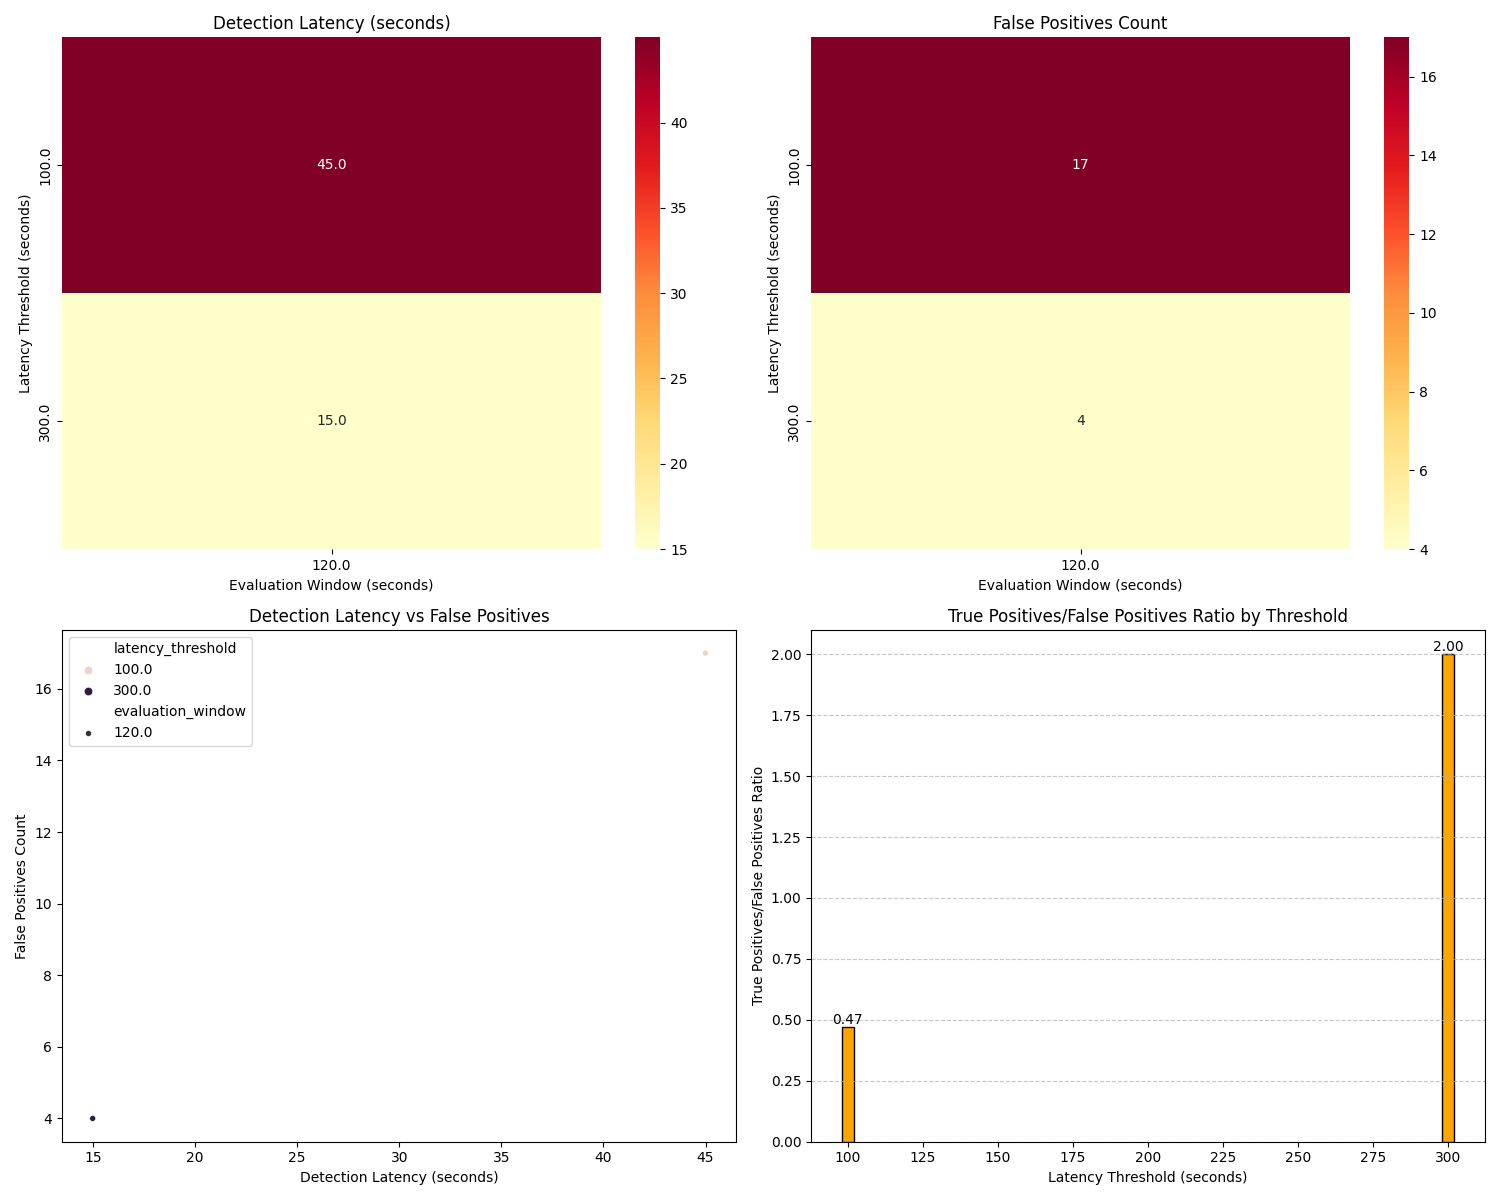 Detection Latency (seconds)
Latency Threshold (seconds)
100.0
300.0
45.0
15.0
120.0
Evaluation Window (seconds)
40
35
30
25
20
15
False Positives Count
Latency Threshold (seconds)
100.0
300.0
17
4
120.0
Evaluation Window (seconds)
16
14
12
10
8
6
4
Detection Latency vs False Positives
latency_threshold
100.0
300.0
evaluation_window
120.0
False Positives Count
16
14
12
10
8
6
4
15 20 25 30 35 40 45
Detection Latency (seconds)
True Positives/False Positives Ratio by Threshold
True Positives/False Positives Ratio
2.00
1.75
1.50
1.25
1.00
0.75
0.50
0.25
0.00
0.47
2.00
100 125 150 175 200 225 250 275 300
Latency Threshold (seconds)